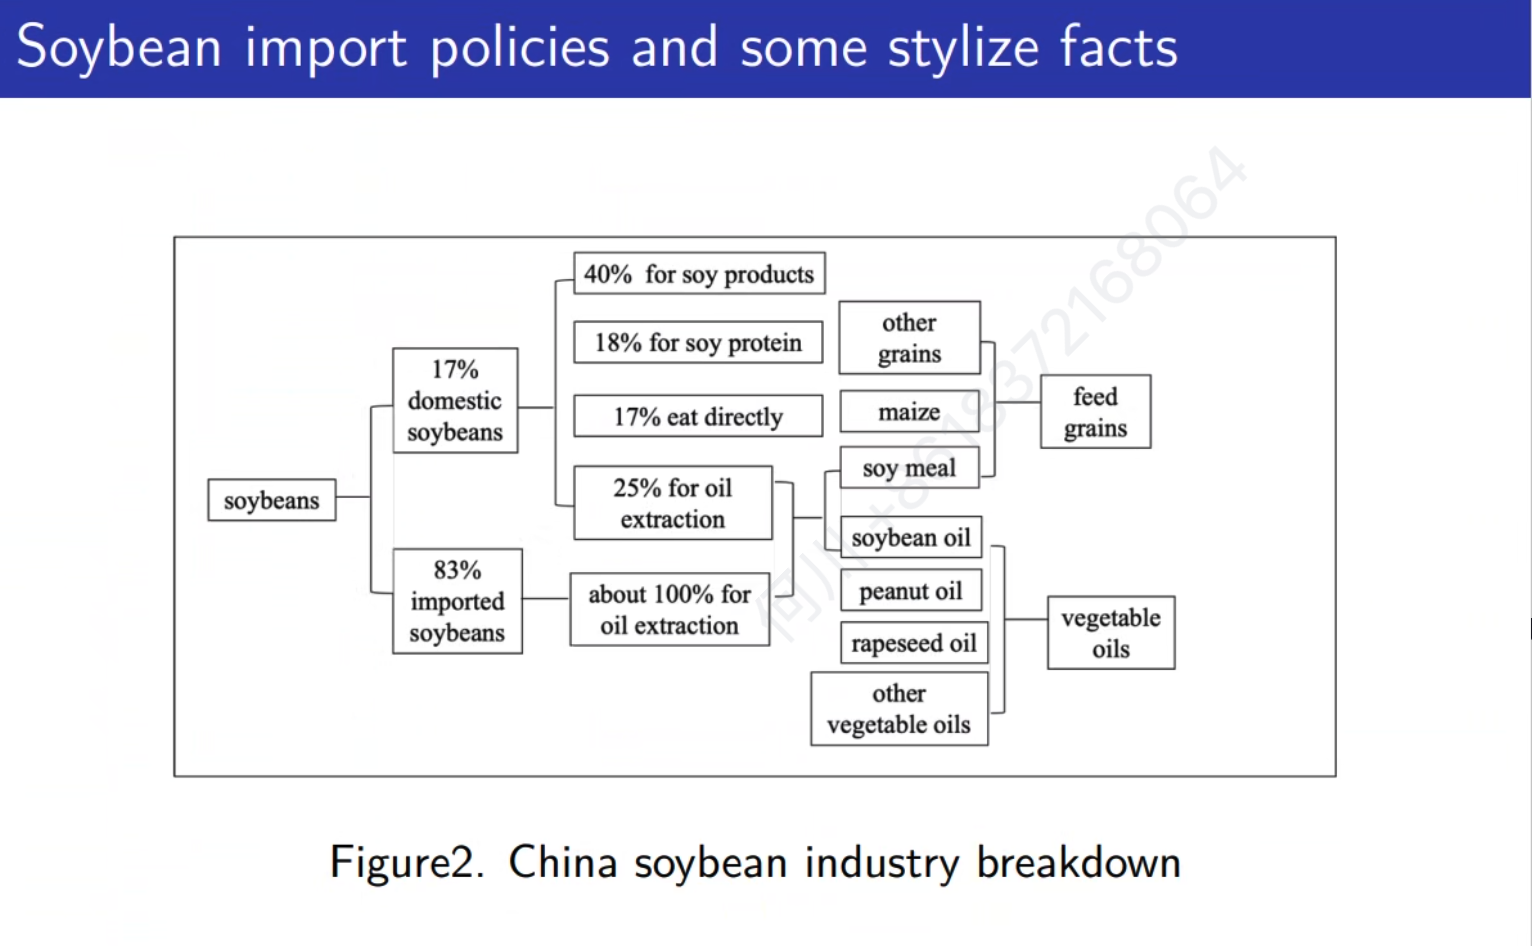 Soybean import policies and some stylize facts
40% for soy products
18% for soy protein
17% eat directly
25% for oil
extraction
17%
domestic
soybeans
soybeans
83%
imported
soybeans
about 100% for
oil extraction
other
grains
maize
soy meal
soybean oil
peanut oil
rapeseed oil
other
vegetable oils
feed
grains
vegetable
oils
何川+8618372168064
Figure2. China soybean industry breakdown